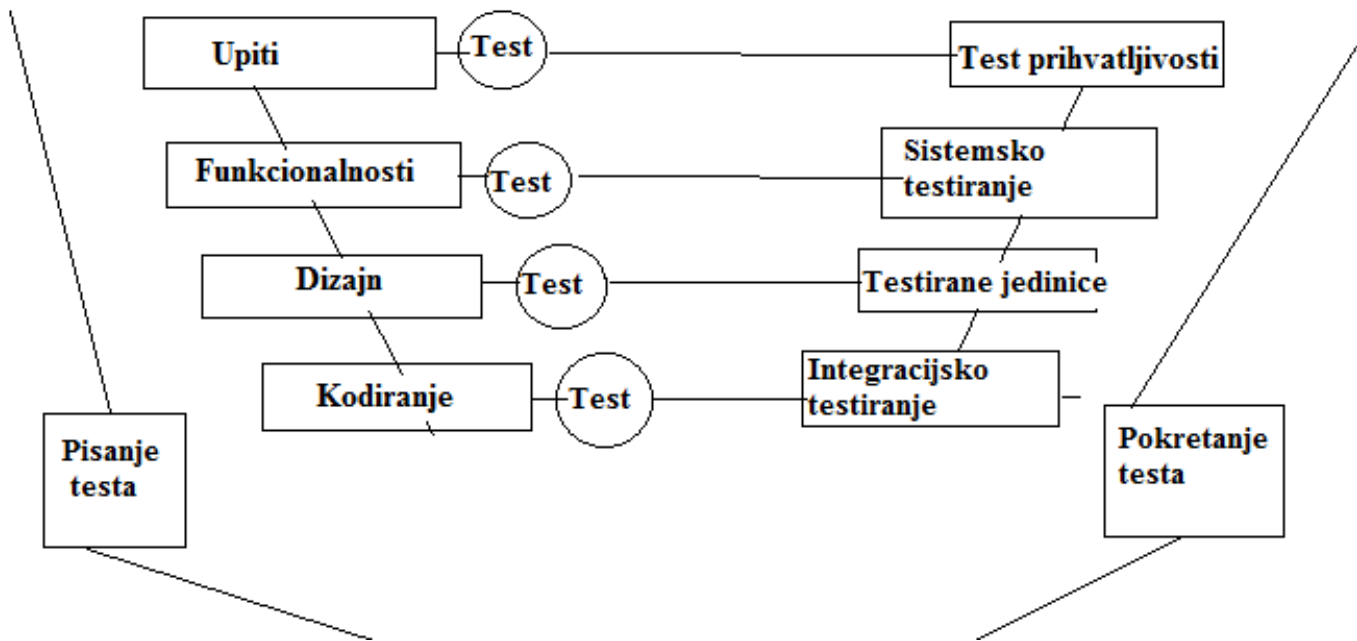 Upiti
Test
Test prihvatljivosti
Funkcionalnosti
Test
Sistemsko
testiranje
Dizajn
Test
Testirane jedinice
Kodiranje
Test
Integracijsko
testiranje
Pisanje
testa
Pokretanje
testa